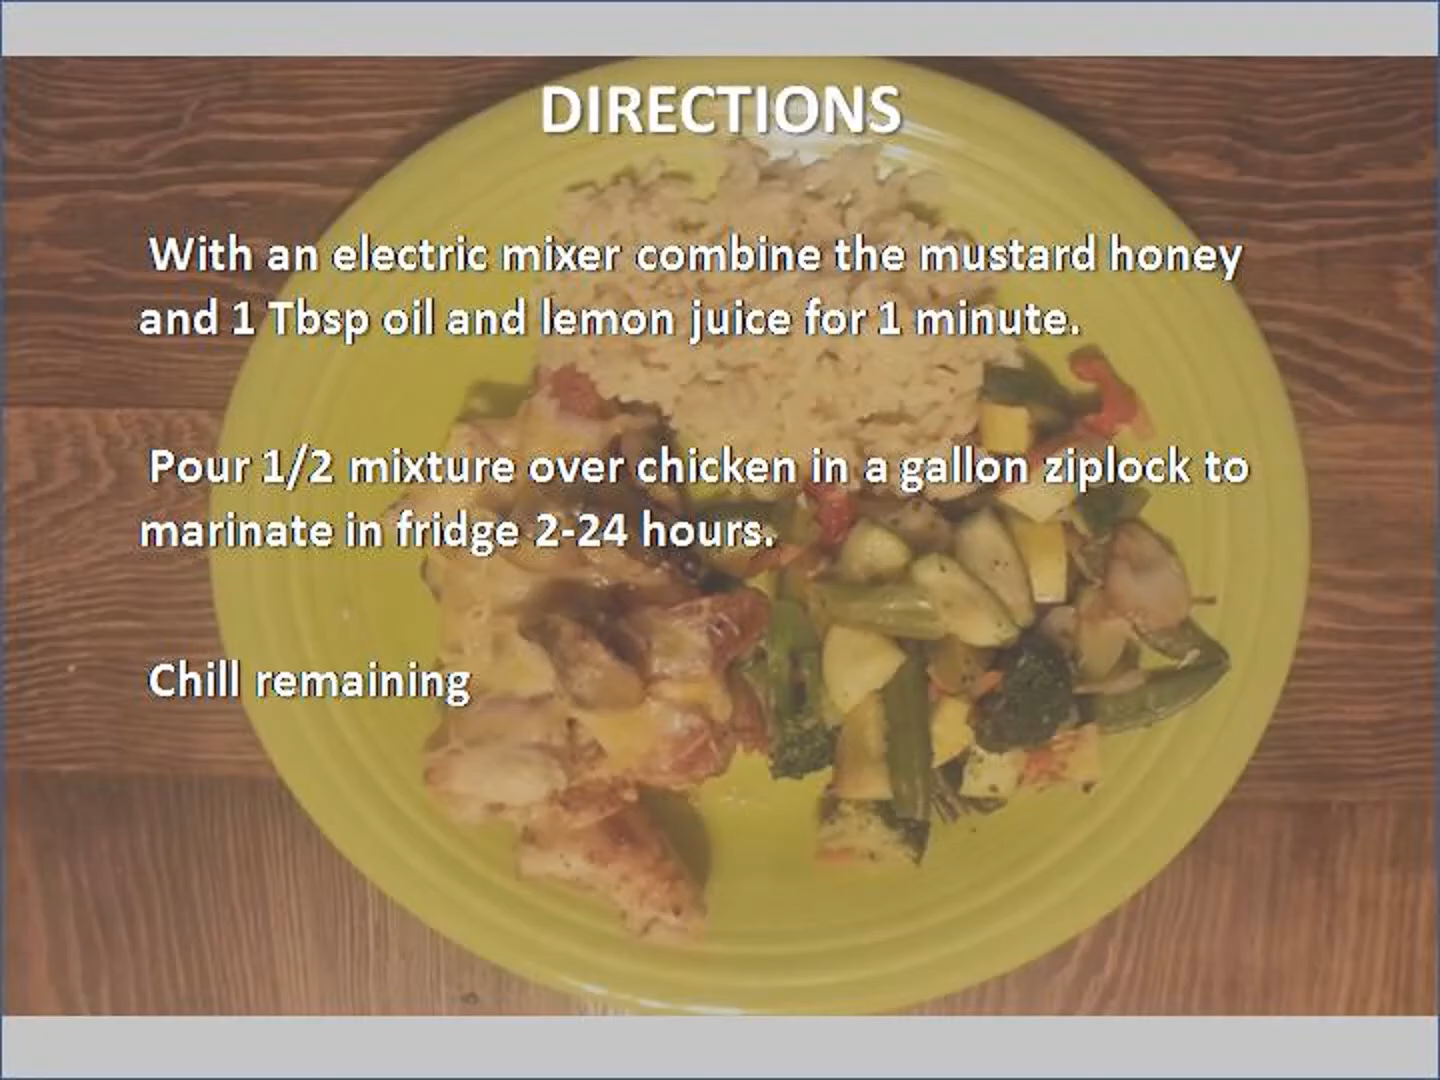 DIRECTIONS
With an electric mixer combine the mustard honey
and 1 Tbsp oil and lemon juice for 1 minute.
Pour 1/2 mixture over chicken in a gallon ziplock to
marinate in fridge 2-24 hours.
Chill remaining